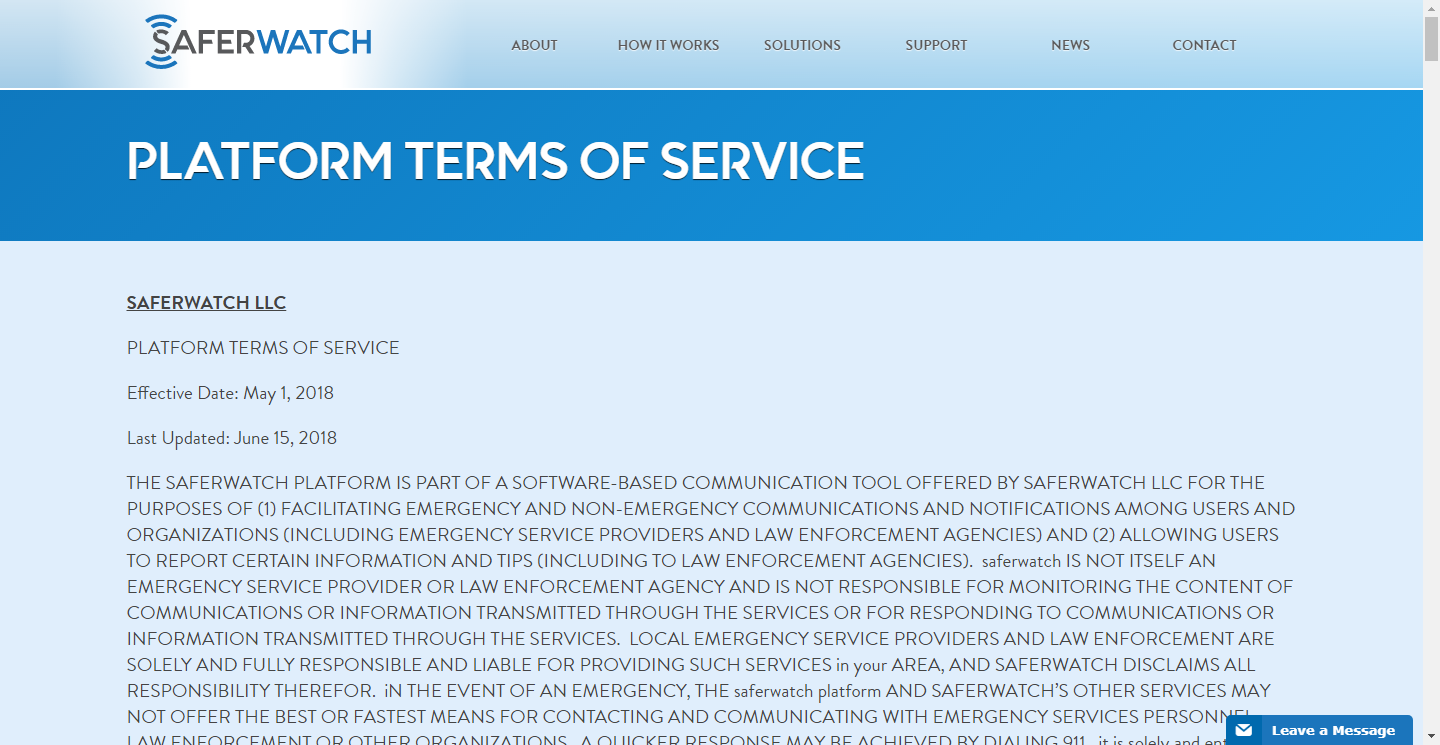 SAFERWATCH
ABOUT
HOW IT WORKS
SOLUTIONS
SUPPORT
NEWS
CONTACT
PLATFORM TERMS OF SERVICE
SAFERWATCH LLC
PLATFORM TERMS OF SERVICE
Effective Date: May 1, 2018
Last Updated: June 15, 2018
THE SAFERWATCH PLATFORM IS PART OF A SOFTWARE-BASED COMMUNICATION TOOL OFFERED BY SAFERWATCH LLC FOR THE
PURPOSES OF (1) FACILITATING EMERGENCY AND NON-EMERGENCY COMMUNICATIONS AND NOTIFICATIONS AMONG USERS AND
ORGANIZATIONS (INCLUDING EMERGENCY SERVICE PROVIDERS AND LAW ENFORCEMENT AGENCIES) AND (2) ALLOWING USERS
TO REPORT CERTAIN INFORMATION AND TIPS (INCLUDING TO LAW ENFORCEMENT AGENCIES).  saferwatch IS NOT ITSELF AN
EMERGENCY SERVICE PROVIDER OR LAW ENFORCEMENT AGENCY AND IS NOT RESPONSIBLE FOR MONITORING THE CONTENT OF
COMMUNICATIONS OR INFORMATION TRANSMITTED THROUGH THE SERVICES OR FOR RESPONDING TO COMMUNICATIONS OR
INFORMATION TRANSMITTED THROUGH THE SERVICES.  LOCAL EMERGENCY SERVICE PROVIDERS AND LAW ENFORCEMENT ARE
SOLELY AND FULLY RESPONSIBLE AND LIABLE FOR PROVIDING SUCH SERVICES in your AREA, AND SAFERWATCH DISCLAIMS ALL
RESPONSIBILITY THEREFOR.  iN THE EVENT OF AN EMERGENCY, THE saferwatch platform AND SAFERWATCH'S OTHER SERVICES MAY
NOT OFFER THE BEST OR FASTEST MEANS FOR CONTACTING AND COMMUNICATING WITH EMERGENCY SERVICES PERSONNEL,
LAW ENFORCEMENT OR OTHER ORGANIZATIONS.  A QUICKER RESPONSE MAY BE ACHIEVED BY DIALING 911.  it is solely and
Leave a Message